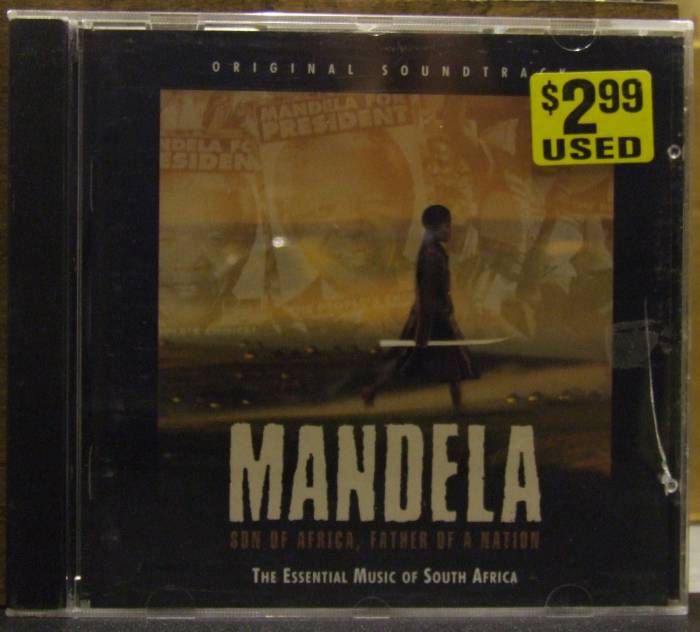 ORIGINAL SOUNDTRACK
$2.99
USED
MANDELA FOR
PRESIDENT
MANDELA
SON OF AFRICA, FATHER OF A NATION
THE ESSENTIAL MUSIC OF SOUTH AFRICA